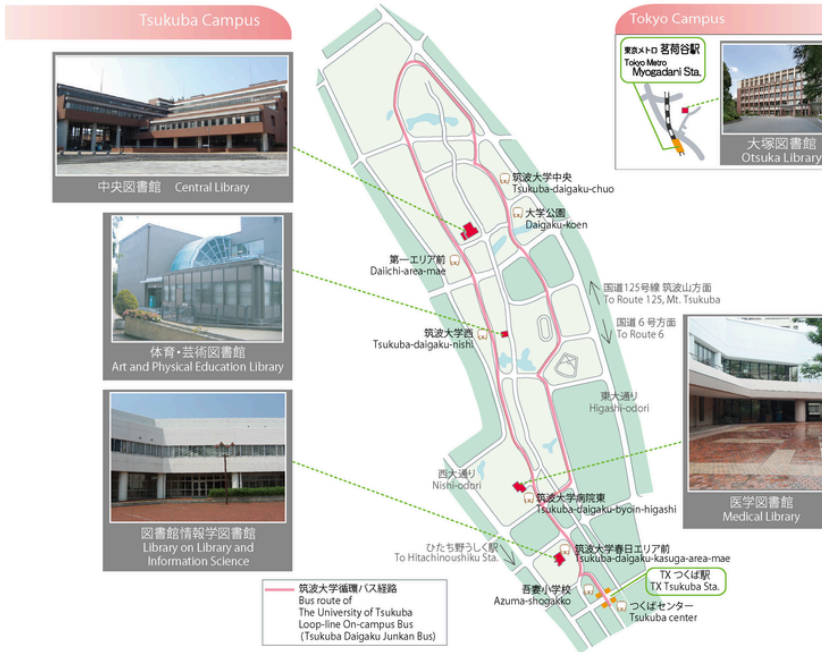 Tsukuba Campus
Tokyo Campus
東京メトロ 茗荷谷駅
Tokyo Metro
Myogadani Sta.
大塚図書館
Otsuka Library
中央図書館 Central Library
筑波大学中央
Tsukuba-daigaku-chuo
大学公園
Daigaku-koen
第一エリア前
Daiichi-area-mae
国道125号線 筑波山方面
To Route 125, Mt. Tsukuba
国道6号方面
To Route 6
筑波大学西
Tsukuba-daigaku-nishi
体育・芸術図書館
Art and Physical Education Library
東大通り
Higashi-odori
西大通り
Nishi-odori
医学図書館
Medical Library
筑波大学病院東
Tsukuba-daigaku-byoin-higashi
図書館情報学図書館
Library on Library and
Information Science
ひたち野うしく駅
To Hitachinoushiku Sta.
筑波大学春日エリア前
Tsukuba-daigaku-kasuga-area-mae
吾妻小学校
Azuma-shogakko
TX つくば駅
TX Tsukuba Sta.
つくばセンター
Tsukuba center
筑波大学循環バス経路
Bus route of
The University of Tsukuba
Loop-line On-campus Bus
(Tsukuba Daigaku Junkan Bus)